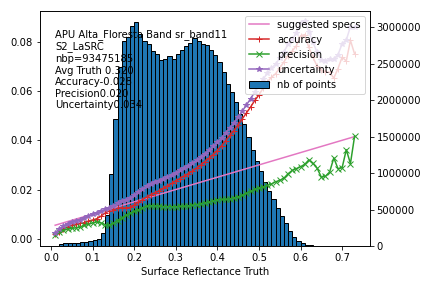 APU Alta_Floresta Band sr_band11
S2_LaSRC
nbp=93475185
Avg Truth 0.320
Accuracy-0.025
Precision0.020
Uncertainty0.034
suggested specs
accuracy
precision
uncertainty
nb of points
0.08
0.06
0.04
0.02
0.00
3000000
2500000
2000000
1500000
1000000
500000
0
0.0 0.1 0.2 0.3 0.4 0.5 0.6 0.7
Surface Reflectance Truth